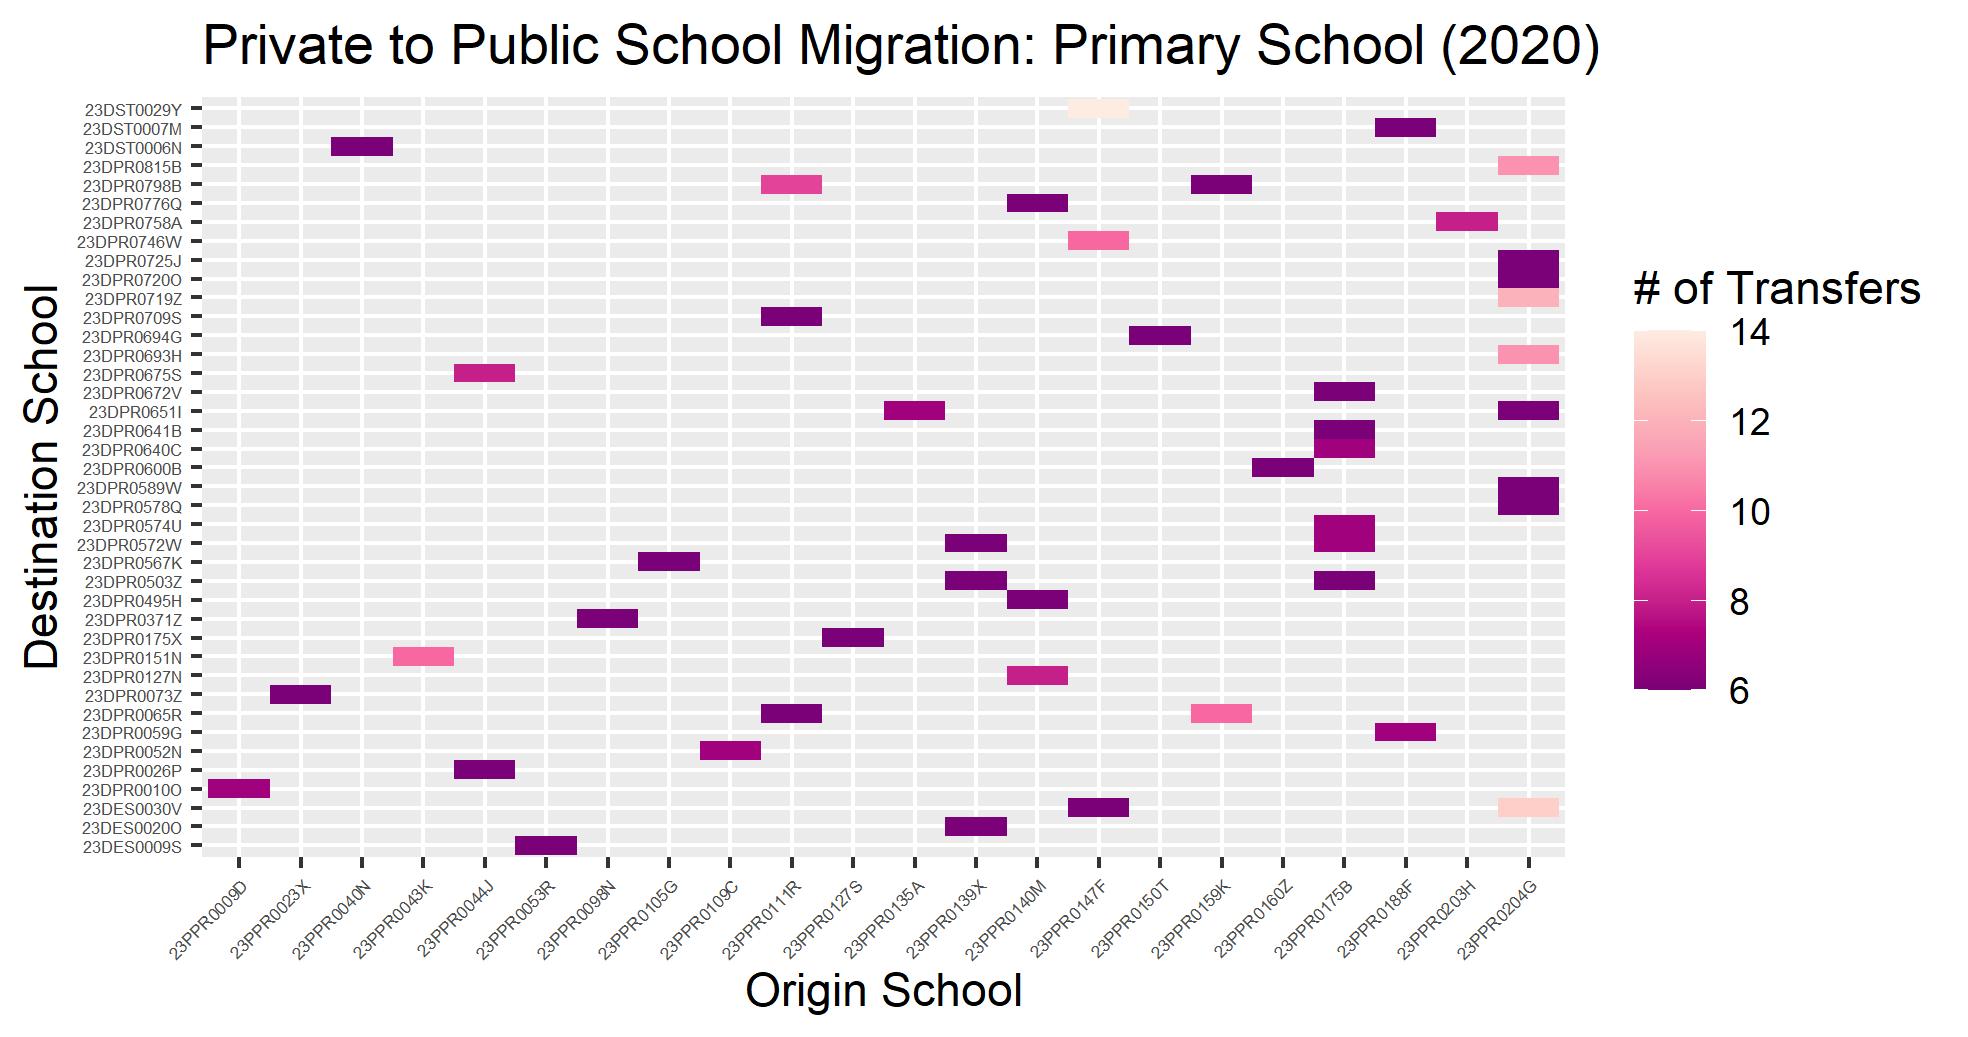 Private to Public School Migration: Primary School (2020)
Destination School
23DST0029Y
23DST0007M
23DST0006N
23DPR0815B
23DPR0798B
23DPR0776Q
23DPR0758A
23DPR0746W
23DPR0725J
23DPR0720O
23DPR0719Z
23DPR0709S
23DPR0694G
23DPR0693H
23DPR0675S
23DPR0672V
23DPR0651I
23DPR0641B
23DPR0640C
23DPR0600B
23DPR0589W
23DPR0578Q
23DPR0574U
23DPR0572W
23DPR0567K
23DPR0503Z
23DPR0495H
23DPR0371Z
23DPR0175X
23DPR0151N
23DPR0127N
23DPR0073Z
23DPR0065R
23DPR0059G
23DPR0052N
23DPR0026P
23DPR0010O
23DES0030V
23DES0020O
23DES0009S
23PPR0009D
23PPR0023X
23PPR0040N
23PPR0043K
23PPR0044J
23PPR0053R
23PPR0098N
23PPR0105G
23PPR0109C
23PPR0111R
23PPR0127S
23PPR0135A
23PPR0139X
23PPR0140M
23PPR0147F
23PPR0150T
23PPR0159K
23PPR0160Z
23PPR0175B
23PPR0188F
23PPR0203H
23PPR0204G
Origin School
# of Transfers
14
12
10
8
6